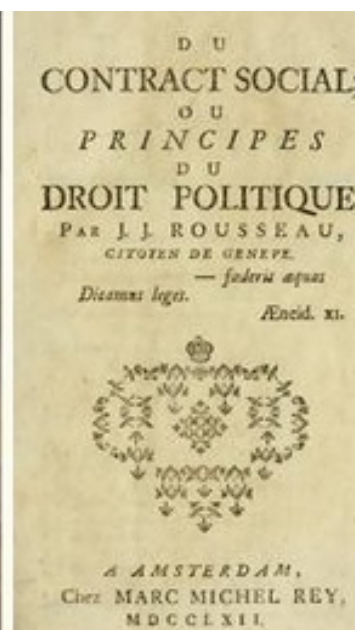 DU
CONTRACT SOCIAL;
OU
PRINCIPES
DU
DROIT POLITIQUE
PAR J. J. ROUSSEAU,
CITOYEN DE GENEVE.
— fœderis æquas
Dicamus leges.
Æneid. XI.
A AMSTERDAM,
Chez MARC MICHEL REY,
MDCCLXII.